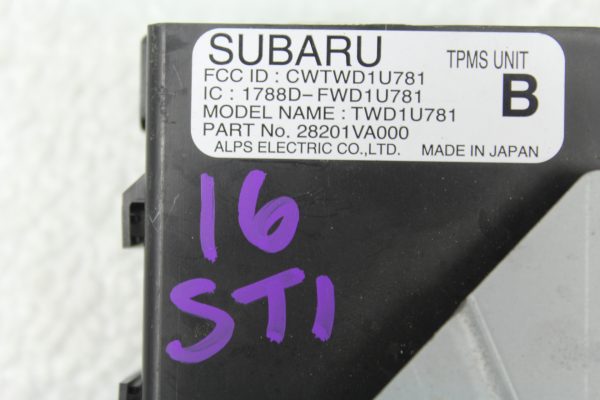 SUBARU TPMS UNIT
FCC ID : CWTWD1U781
IC : 1788D-FWD1U781 B
MODEL NAME : TWD1U781
PART No. 28201VA000
ALPS ELECTRIC CO.,LTD. MADE IN JAPAN
16
STI